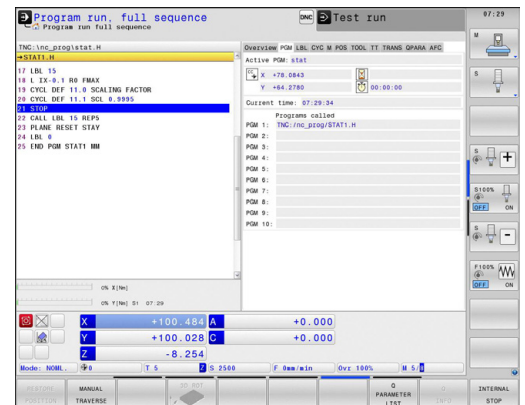 Program run, full sequence
Program run full sequence
DNC
Test run
07:29
TNC:\nc_prog\stat.H
→STAT1.H
17 LBL 15
18 L IX-0.1 R0 FMAX
19 CYCL DEF 11.0 SCALING FACTOR
20 CYCL DEF 11.1 SCL 0.9995
21 STOP
22 CALL LBL 15 REP5
23 PLANE RESET STAY
24 LBL 0
25 END PGM STAT1 MM
0% X[Nm]
0% Y[Nm] S1 07:29
Overview PGM LBL CYC M POS TOOL TT TRANS QPARA AFC
Active PGM: stat
X +78.0843
Y +64.2780
00:00:00
Current time: 07:29:34
Programs called
PGM 1: TNC:/nc_prog/STAT1.H
PGM 2:
PGM 3:
PGM 4:
PGM 5:
PGM 6:
PGM 7:
PGM 8:
PGM 9:
PGM 10:
X +100.484 A +0.000
Y +100.028 C +0.000
Z -8.254
Mode: NOML. 0 T 5 Z S 2500 F 0mm/min Ovr 100% M 5/
M
S
S
S100%
OFF ON
S
F100%
OFF ON
RESTORE POSITION
MANUAL TRAVERSE
3D ROT
Q PARAMETER LIST
Q INFO
INTERNAL STOP